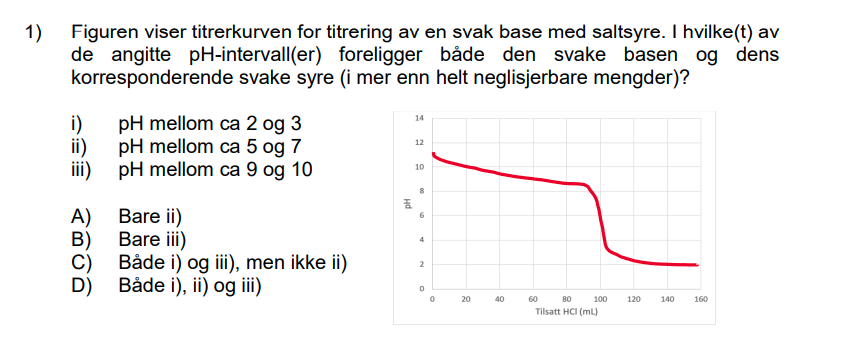 1) Figuren viser titrerkurven for titrering av en svak base med saltsyre. I hvilke(t) av
de angitte pH-intervall(er) foreligger både den svake basen og dens
korresponderende svake syre (i mer enn helt neglisjerbare mengder)?
i) pH mellom ca 2 og 3
ii) pH mellom ca 5 og 7
iii) pH mellom ca 9 og 10
A) Bare ii)
B) Bare iii)
C) Både i) og iii), men ikke ii)
D) Både i), ii) og iii)
14
12
10
8
6
4
2
0
pH
0 20 40 60 80 100 120 140 160
Tilsatt HCl (mL)